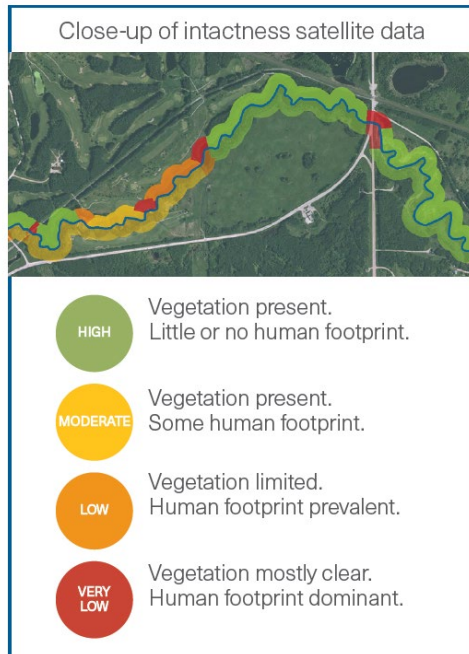 Close-up of intactness satellite data
HIGH
Vegetation present.
Little or no human footprint.
MODERATE
Vegetation present.
Some human footprint.
LOW
Vegetation limited.
Human footprint prevalent.
VERY
LOW
Vegetation mostly clear.
Human footprint dominant.